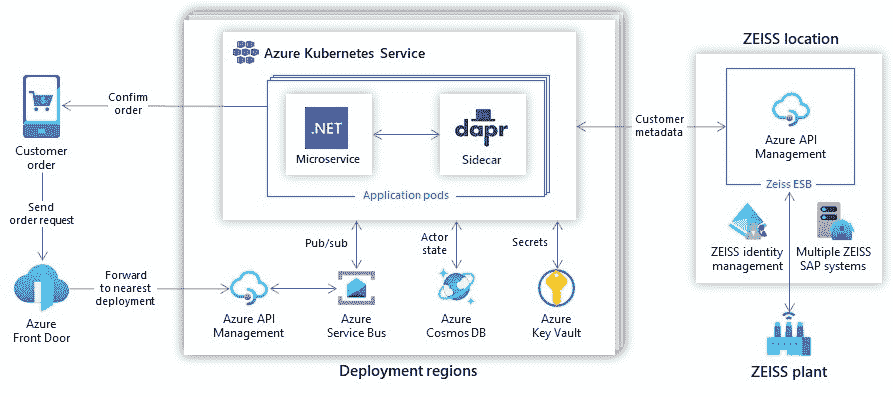 ZEISS location
Azure Kubernetes Service
.NET
Microservice
dapr
Sidecar
Application pods
Confirm
order
Customer
order
Send
order request
Azure
Front Door
Forward
to nearest
deployment
Pub/sub
Actor
state
Secrets
Azure API
Management
Azure
Service Bus
Azure
Cosmos DB
Azure
Key Vault
Deployment regions
Customer
metadata
Azure API
Management
Zeiss ESB
ZEISS identity
management
Multiple ZEISS
SAP systems
ZEISS plant